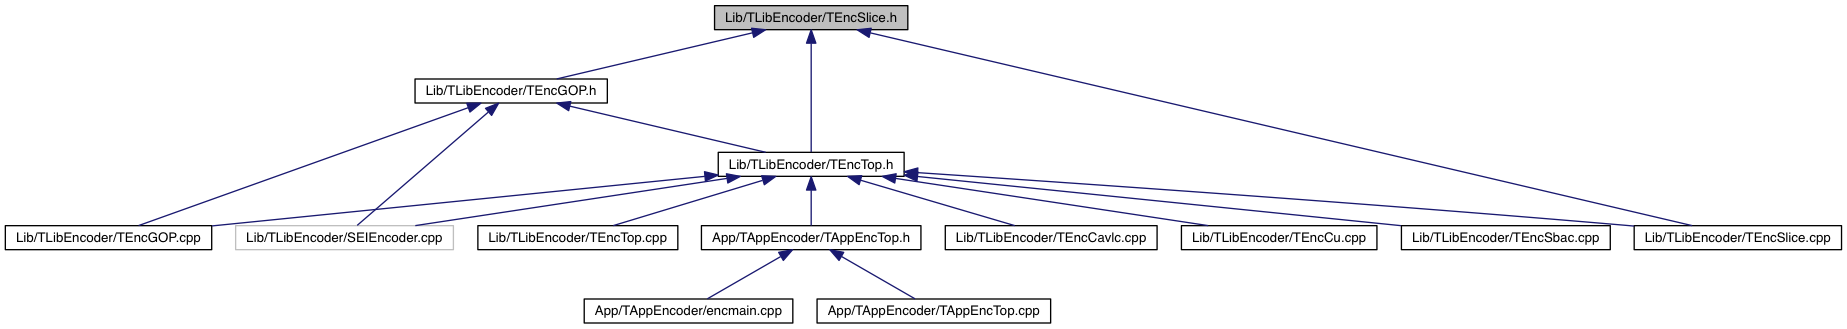 Lib/TLibEncoder/TEncSlice.h
Lib/TLibEncoder/TEncGOP.h
Lib/TLibEncoder/TEncTop.h
Lib/TLibEncoder/TEncGOP.cpp
Lib/TLibEncoder/SEIEncoder.cpp
Lib/TLibEncoder/TEncTop.cpp
App/TAppEncoder/TAppEncTop.h
Lib/TLibEncoder/TEncCavlc.cpp
Lib/TLibEncoder/TEncCu.cpp
Lib/TLibEncoder/TEncSbac.cpp
Lib/TLibEncoder/TEncSlice.cpp
App/TAppEncoder/encmain.cpp
App/TAppEncoder/TAppEncTop.cpp